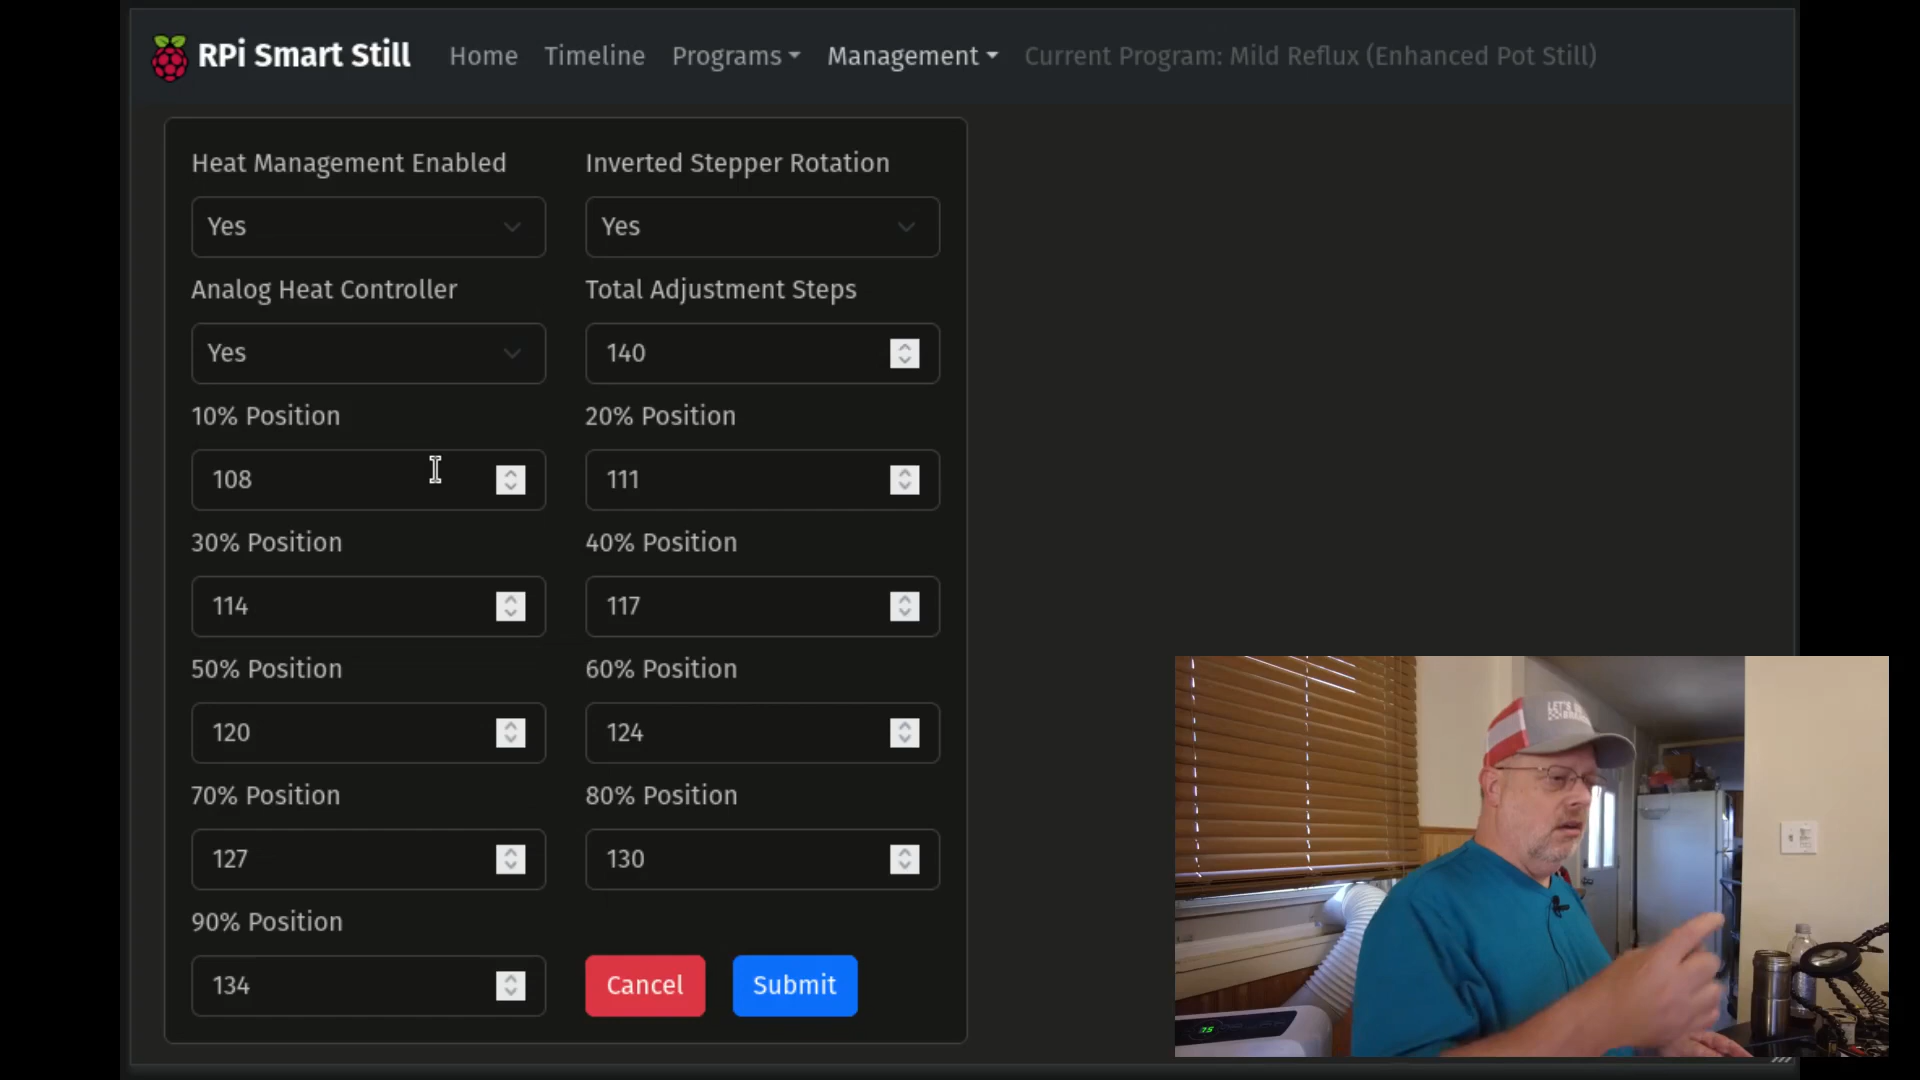 RPi Smart Still Home Timeline Programs Management Current Program: Mild Reflux (Enhanced Pot Still)
Heat Management Enabled Inverted Stepper Rotation
Yes Yes
Analog Heat Controller Total Adjustment Steps
Yes 140
10% Position 20% Position
108 111
30% Position 40% Position
114 117
50% Position 60% Position
120 124
70% Position 80% Position
127 130
90% Position
134 Cancel Submit
LET'S
75